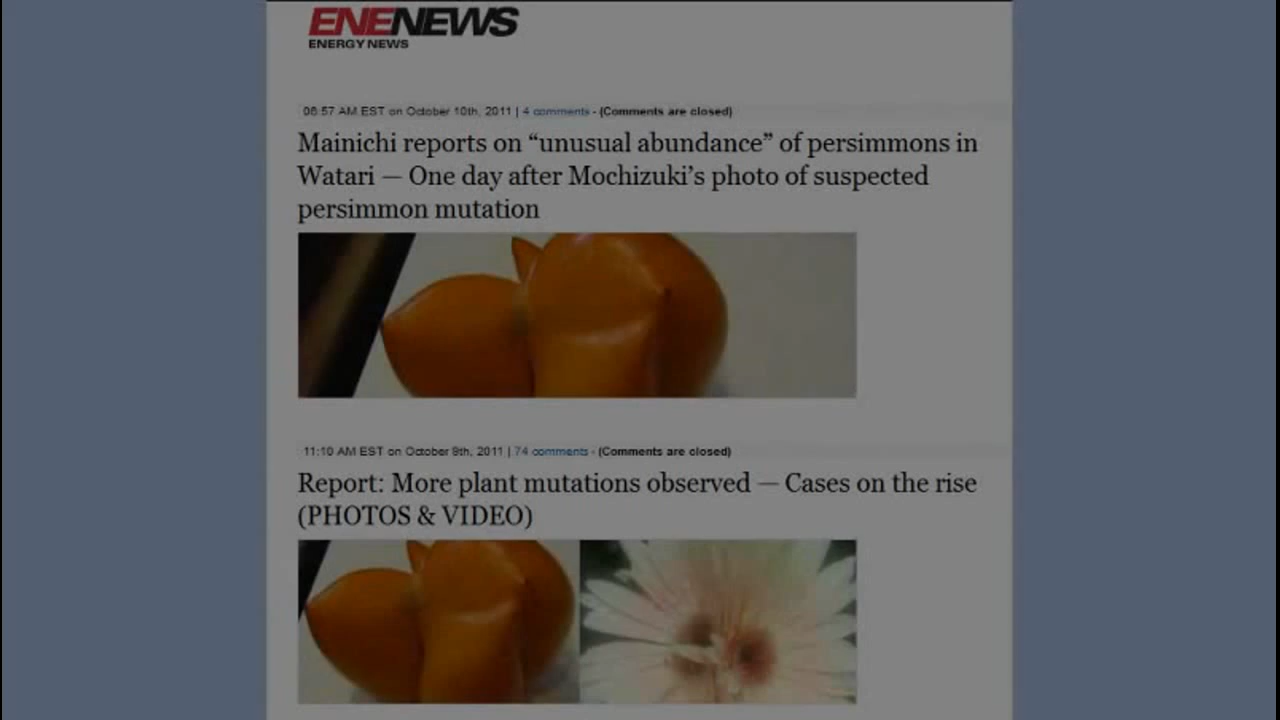 ENENEWS
ENERGY NEWS
06:57 AM EST on October 10th, 2011 | 4 comments - (Comments are closed)
Mainichi reports on “unusual abundance” of persimmons in
Watari — One day after Mochizuki’s photo of suspected
persimmon mutation
11:10 AM EST on October 9th, 2011 | 74 comments - (Comments are closed)
Report: More plant mutations observed — Cases on the rise
(PHOTOS & VIDEO)